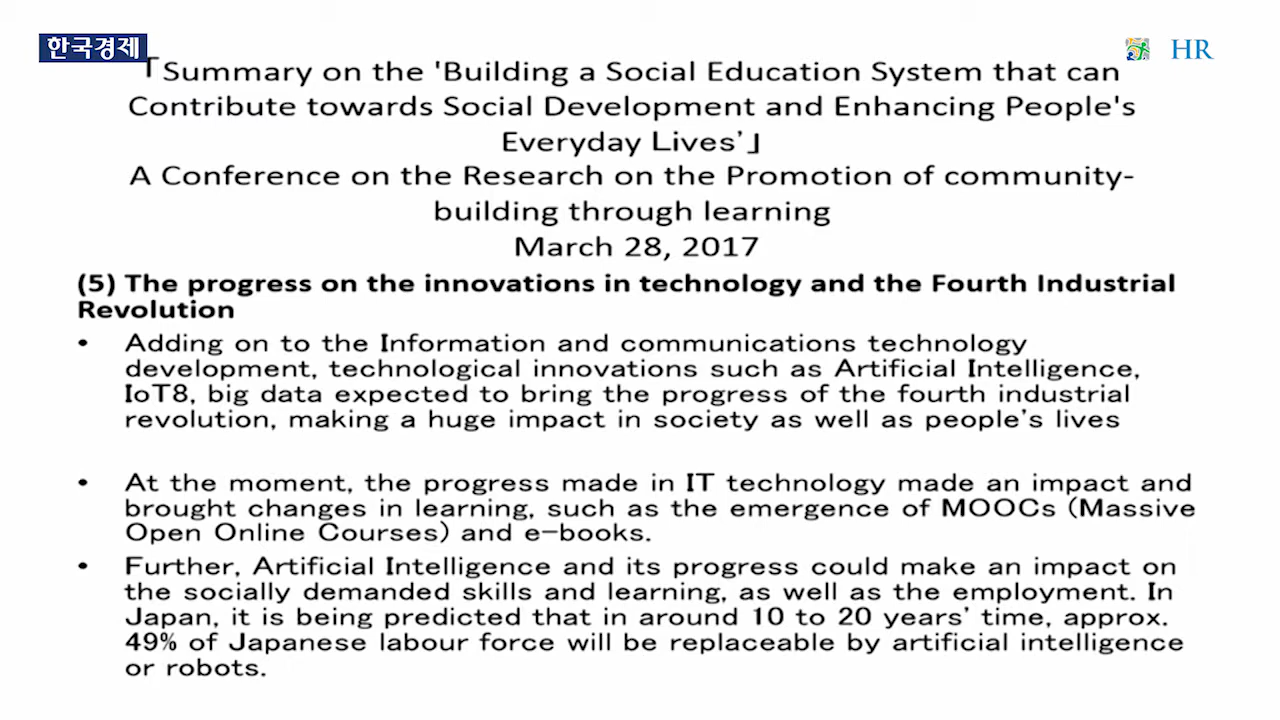 한국경제
HR
「Summary on the 'Building a Social Education System that can
Contribute towards Social Development and Enhancing People's
Everyday Lives’」
A Conference on the Research on the Promotion of community-
building through learning
March 28, 2017
(5) The progress on the innovations in technology and the Fourth Industrial
Revolution
• Adding on to the Information and communications technology
development, technological innovations such as Artificial Intelligence,
IoT8, big data expected to bring the progress of the fourth industrial
revolution, making a huge impact in society as well as people’s lives
• At the moment, the progress made in IT technology made an impact and
brought changes in learning, such as the emergence of MOOCs (Massive
Open Online Courses) and e-books.
• Further, Artificial Intelligence and its progress could make an impact on
the socially demanded skills and learning, as well as the employment. In
Japan, it is being predicted that in around 10 to 20 years’ time, approx.
49% of Japanese labour force will be replaceable by artificial intelligence
or robots.